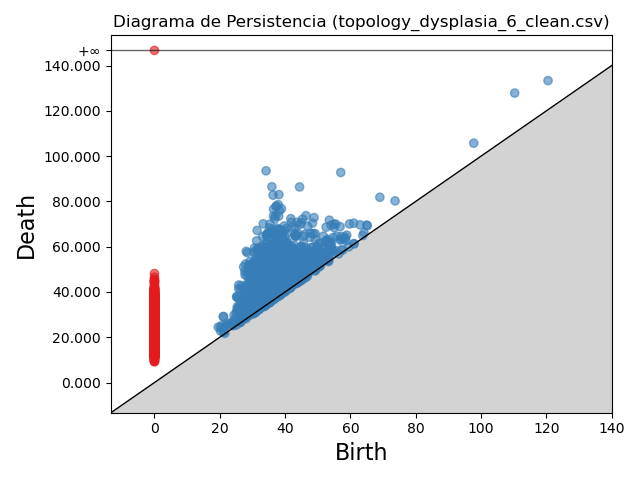 Diagrama de Persistencia (topology_dysplasia_6_clean.csv)
+∞
140.000
120.000
100.000
80.000
60.000
40.000
20.000
0.000
Death
0 20 40 60 80 100 120 140
Birth